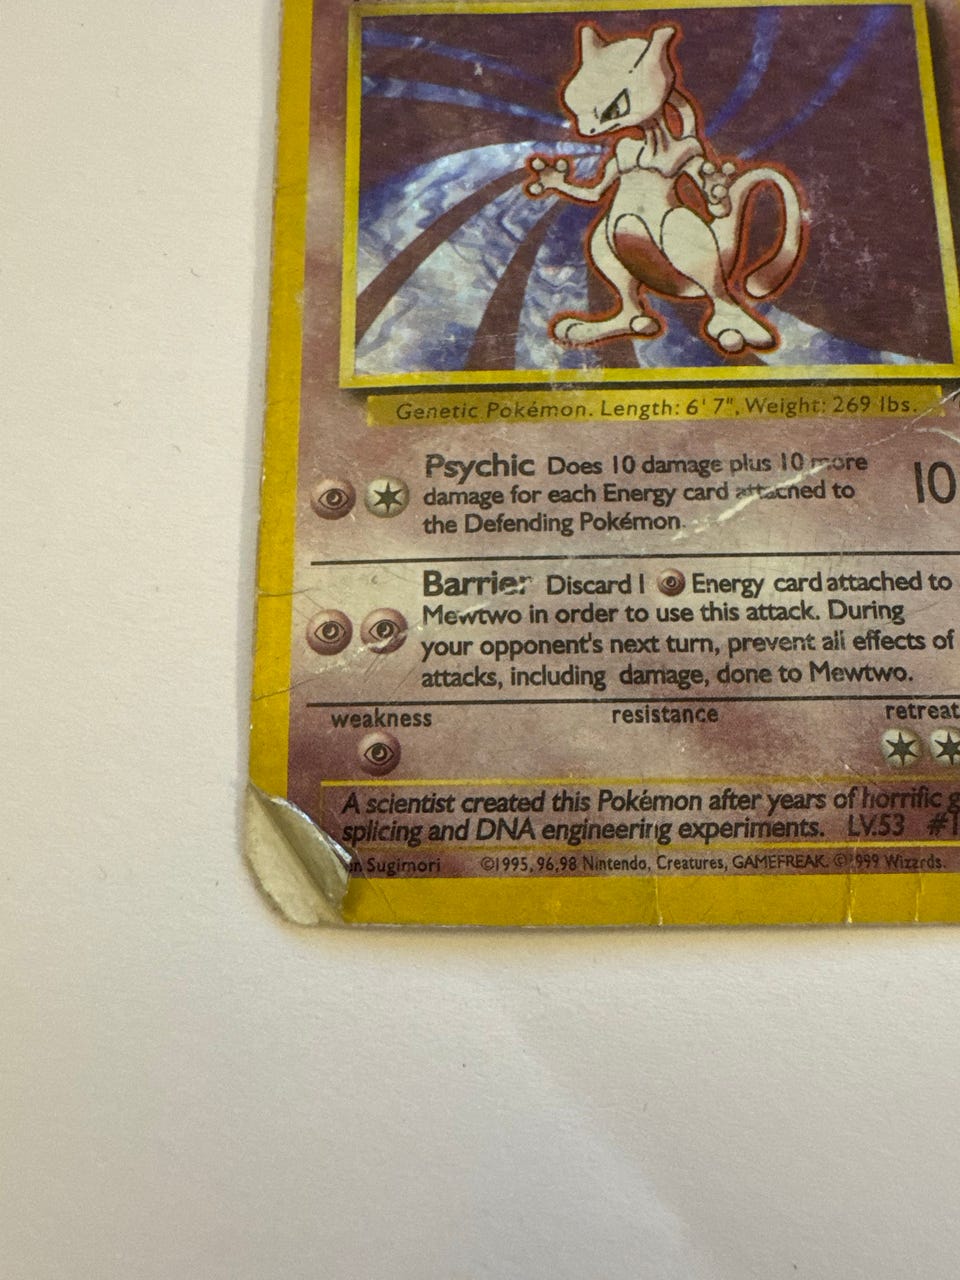 Genetic Pokémon. Length: 6' 7", Weight: 269 lbs.
Psychic Does 10 damage plus 10 more
damage for each Energy card attached to
the Defending Pokémon.
10
Barrier Discard 1 Energy card attached to
Mewtwo in order to use this attack. During
your opponent's next turn, prevent all effects of
attacks, including damage, done to Mewtwo.
weakness resistance retreat
A scientist created this Pokémon after years of horrific
splicing and DNA engineering experiments. LV.53 #1
Sugimori ©1995, 96,98 Nintendo, Creatures, GAMEFREAK. ©1999 Wizards.